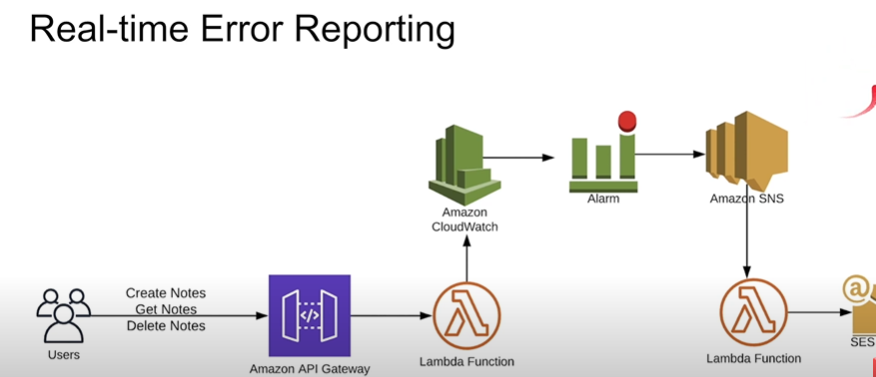 Real-time Error Reporting
Amazon
CloudWatch
Alarm
Amazon SNS
Create Notes
Get Notes
Delete Notes
Users
Amazon API Gateway
Lambda Function
Lambda Function
@
SES